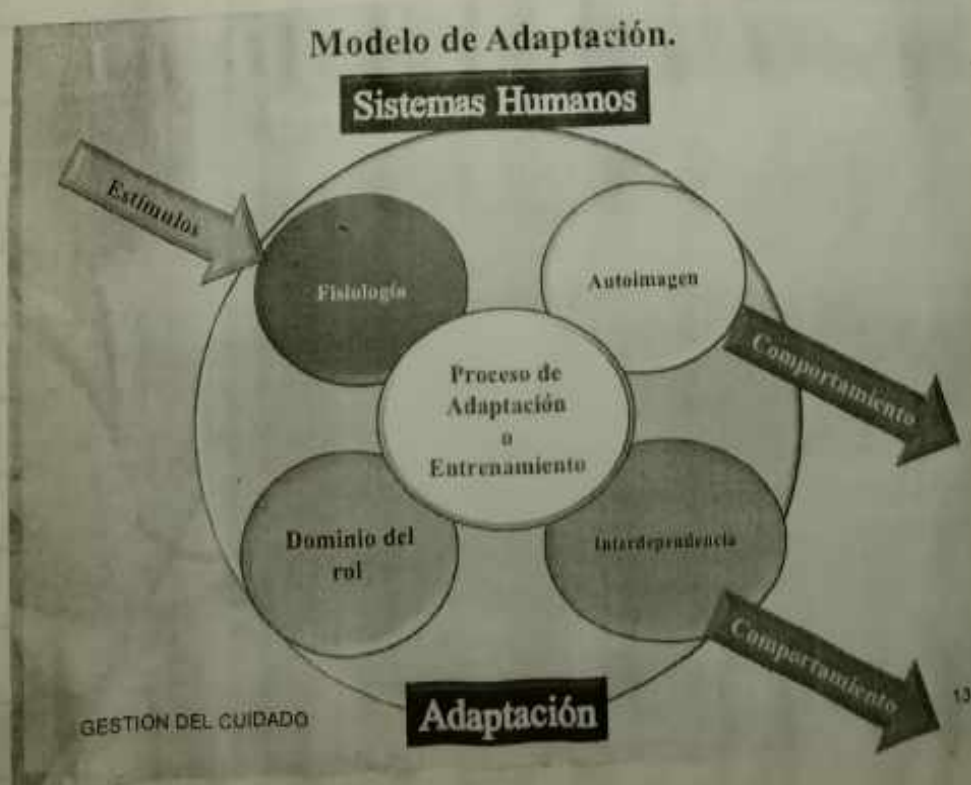 Modelo de Adaptación.
Sistemas Humanos
Estímulos
Fisiología
Autoimagen
Comportamiento
Proceso de
Adaptación
o
Entrenamiento
Dominio del
rol
Interdependencia
Comportamiento
Adaptación
GESTION DEL CUIDADO
13